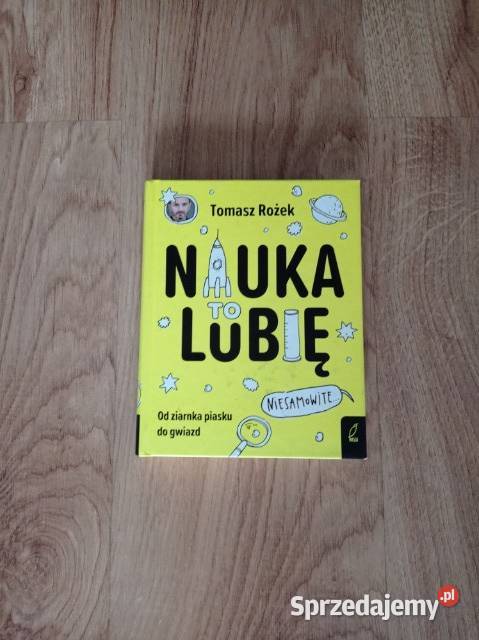 Tomasz Rożek
NAUKA
TO
LUBIĘ
NIESAMOWITE...
Od ziarnka piasku
do gwiazd
Sprzedajemy.pl